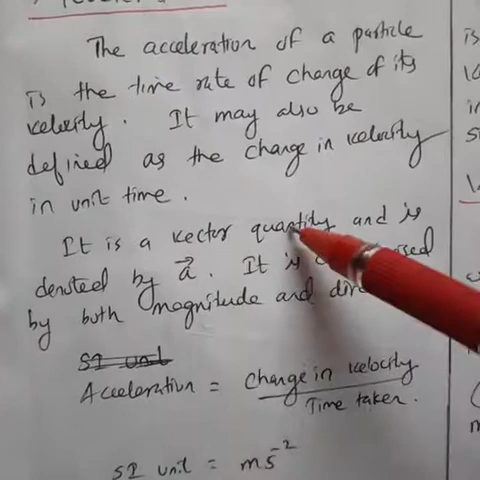 The acceleration of a particle
is the time rate of change of its
velocity. It may also be
defined as the change in velocity
in unit time.
It is a vector quantity and is
denoted by a⃗. It is
by both magnitude and
SI unit
Acceleration = Change in velocity / Time taken.
SI unit = ms⁻²